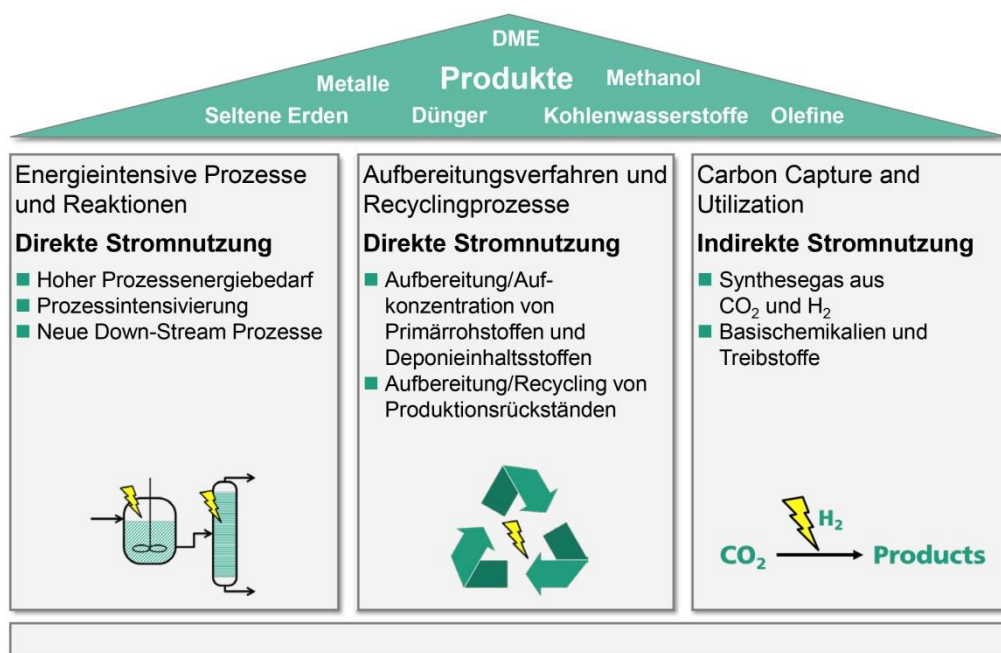 DME
Metalle Produkte Methanol
Seltene Erden Dünger Kohlenwasserstoffe Olefine
Energieintensive Prozesse
und Reaktionen
Direkte Stromnutzung
Hoher Prozessenergiebedarf
Prozessintensivierung
Neue Down-Stream Prozesse
Aufbereitungsverfahren und
Recyclingprozesse
Direkte Stromnutzung
Aufbereitung/Auf-
konzentration von
Primärrohstoffen und
Deponieinhaltsstoffen
Aufbereitung/Recycling von
Produktionsrückständen
Carbon Capture and
Utilization
Indirekte Stromnutzung
Synthesegas aus
CO₂ und H₂
Basischemikalien und
Treibstoffe
H₂
CO₂ Products